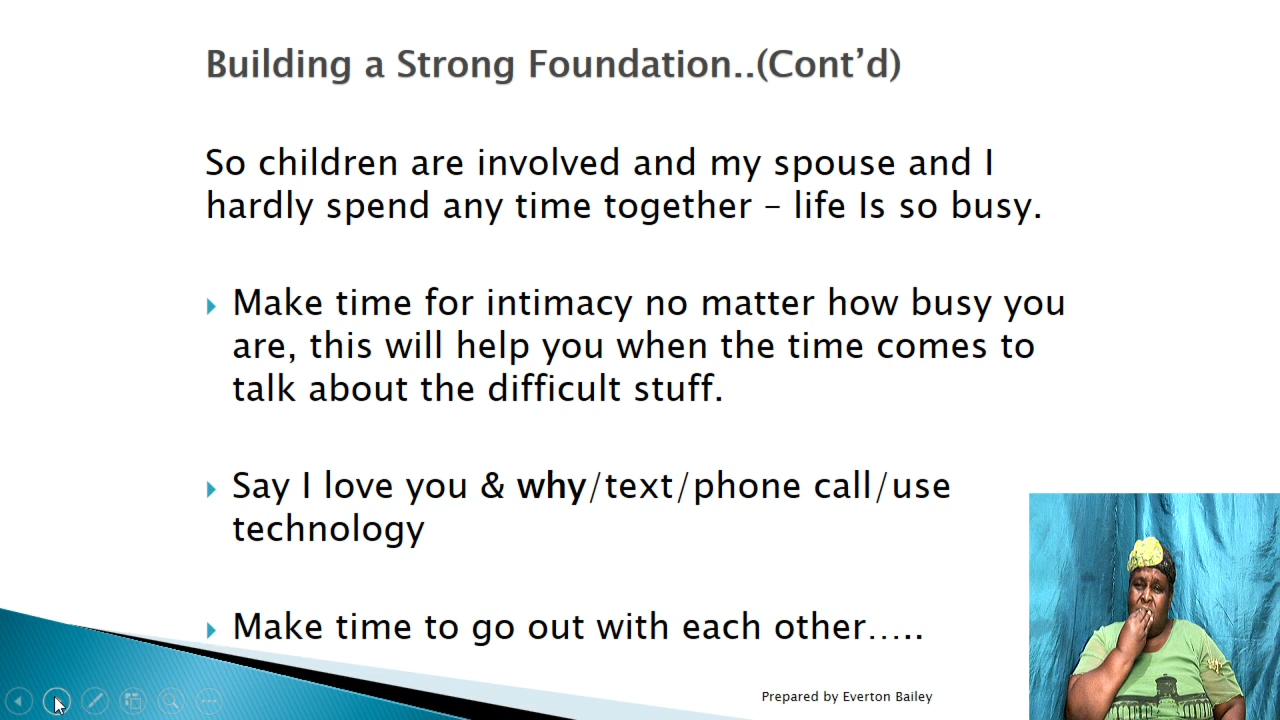 Building a Strong Foundation..(Cont’d)
So children are involved and my spouse and I
hardly spend any time together – life Is so busy.
Make time for intimacy no matter how busy you
are, this will help you when the time comes to
talk about the difficult stuff.
Say I love you & why/text/phone call/use
technology
Make time to go out with each other…..
Prepared by Everton Bailey